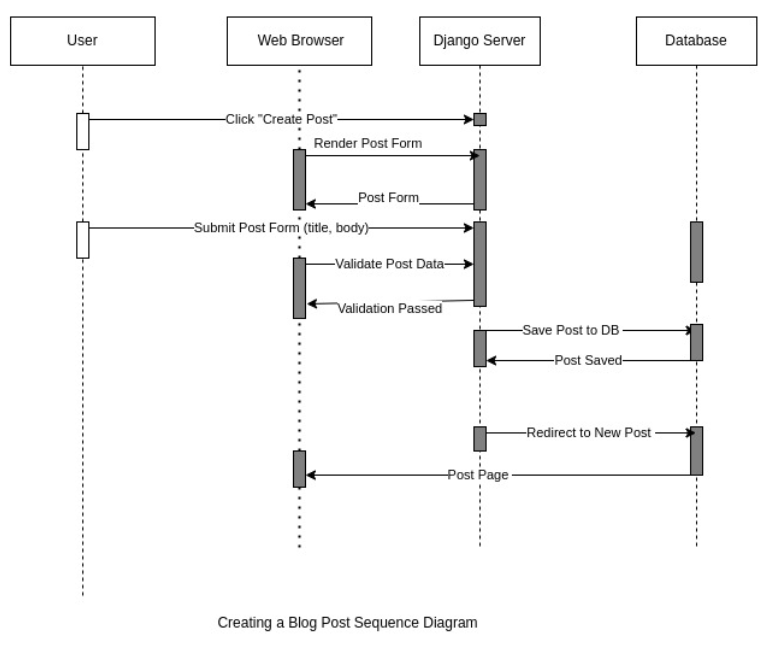 User
Web Browser
Django Server
Database
Click "Create Post"
Render Post Form
Post Form
Submit Post Form (title, body)
Validate Post Data
Validation Passed
Save Post to DB
Post Saved
Redirect to New Post
Post Page
Creating a Blog Post Sequence Diagram